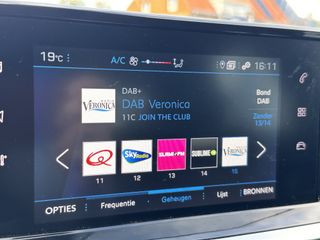 19°C A/C 16:11
DAB+
DAB Veronica
11C JOIN THE CLUB
VERONICA
Band
DAB
Zender
13/14
Q
Sky Radio
SLAM! FM
SUBLIME
VERONICA
11 12 13 14 15
OPTIES Frequentie Geheugen Lijst BRONNEN